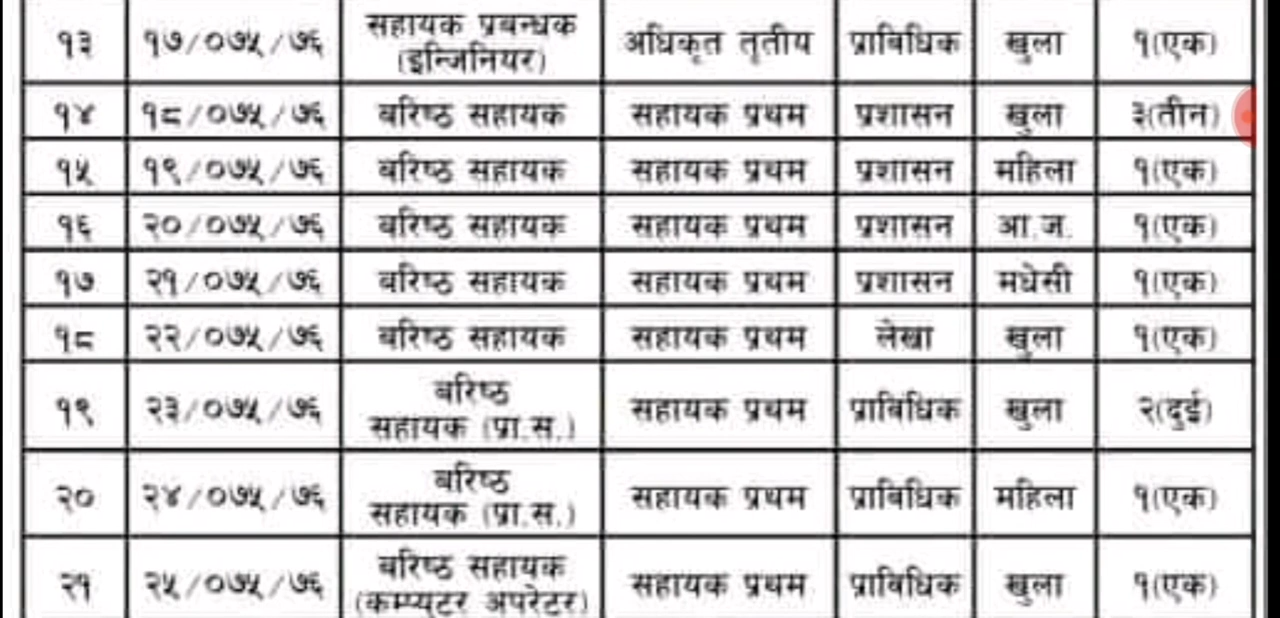 १३ १७/०७५/७६ सहायक प्रबन्धक (इन्जिनियर) अधिकृत तृतीय प्राबिधिक खुला १(एक)
१४ १८/०७५/७६ बरिष्ठ सहायक सहायक प्रथम प्रशासन खुला ३(तीन)
१५ १९/०७५/७६ बरिष्ठ सहायक सहायक प्रथम प्रशासन महिला १(एक)
१६ २०/०७५/७६ बरिष्ठ सहायक सहायक प्रथम प्रशासन आ.ज. १(एक)
१७ २१/०७५/७६ बरिष्ठ सहायक सहायक प्रथम प्रशासन मधेसी १(एक)
१८ २२/०७५/७६ बरिष्ठ सहायक सहायक प्रथम लेखा खुला १(एक)
१९ २३/०७५/७६ बरिष्ठ सहायक (प्रा.स.) सहायक प्रथम प्राबिधिक खुला २(दुई)
२० २४/०७५/७६ बरिष्ठ सहायक (प्रा.स.) सहायक प्रथम प्राबिधिक महिला १(एक)
२१ २५/०७५/७६ बरिष्ठ सहायक (कम्प्युटर अपरेटर) सहायक प्रथम प्राबिधिक खुला १(एक)